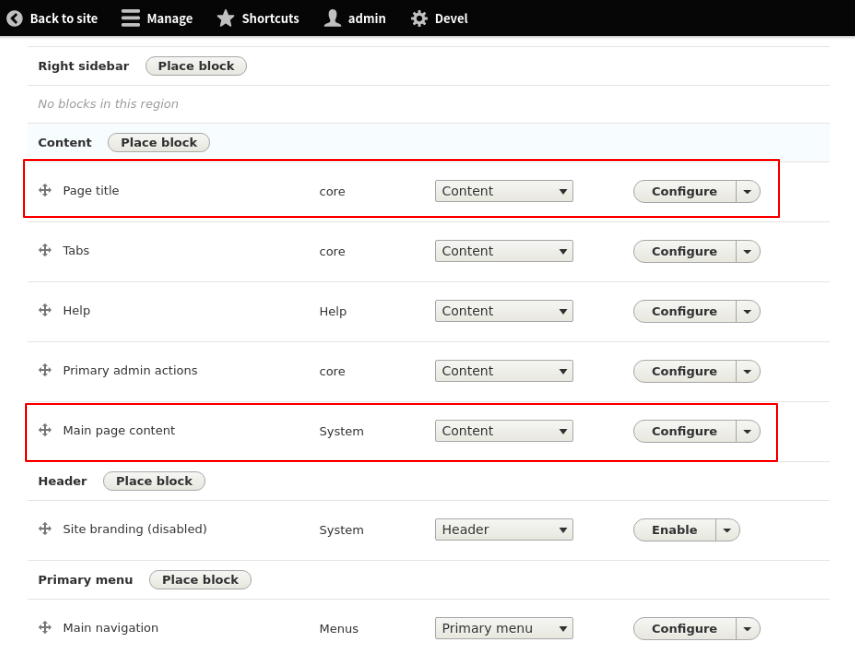 Back to site Manage Shortcuts admin Devel
Right sidebar Place block
No blocks in this region
Content Place block
Page title core Content Configure
Tabs core Content Configure
Help Help Content Configure
Primary admin actions core Content Configure
Main page content System Content Configure
Header Place block
Site branding (disabled) System Header Enable
Primary menu Place block
Main navigation Menus Primary menu Configure